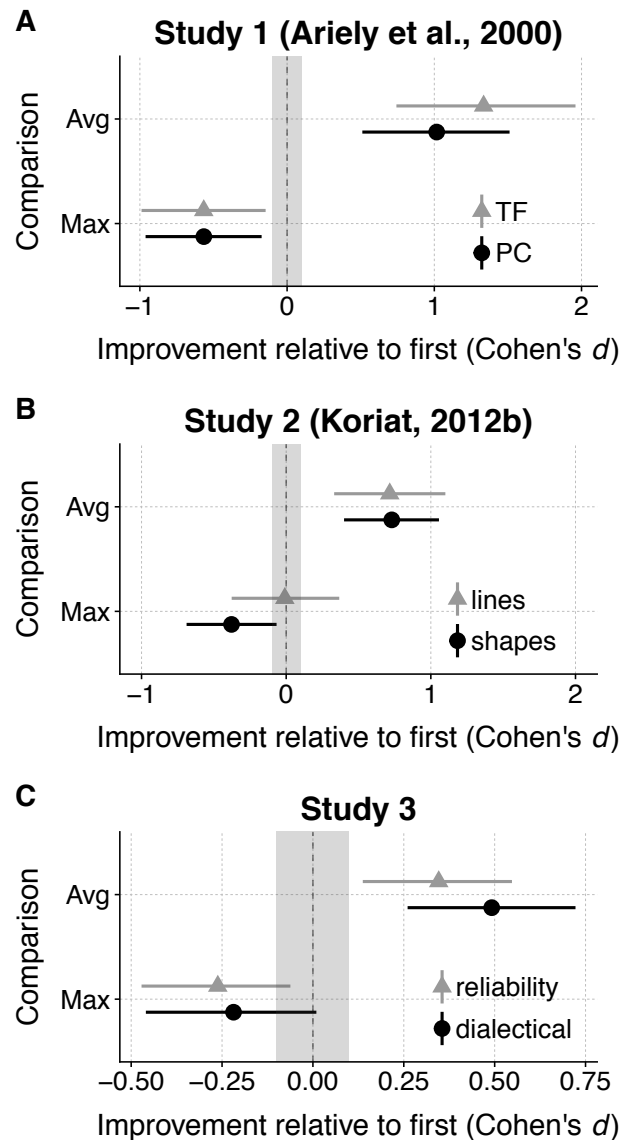 A
Study 1 (Ariely et al., 2000)
Comparison
Avg
Max
TF
PC
−1 0 1 2
Improvement relative to first (Cohen's d)
B
Study 2 (Koriat, 2012b)
Comparison
Avg
Max
lines
shapes
−1 0 1 2
Improvement relative to first (Cohen's d)
C
Study 3
Comparison
Avg
Max
reliability
dialectical
−0.50 −0.25 0.00 0.25 0.50 0.75
Improvement relative to first (Cohen's d)